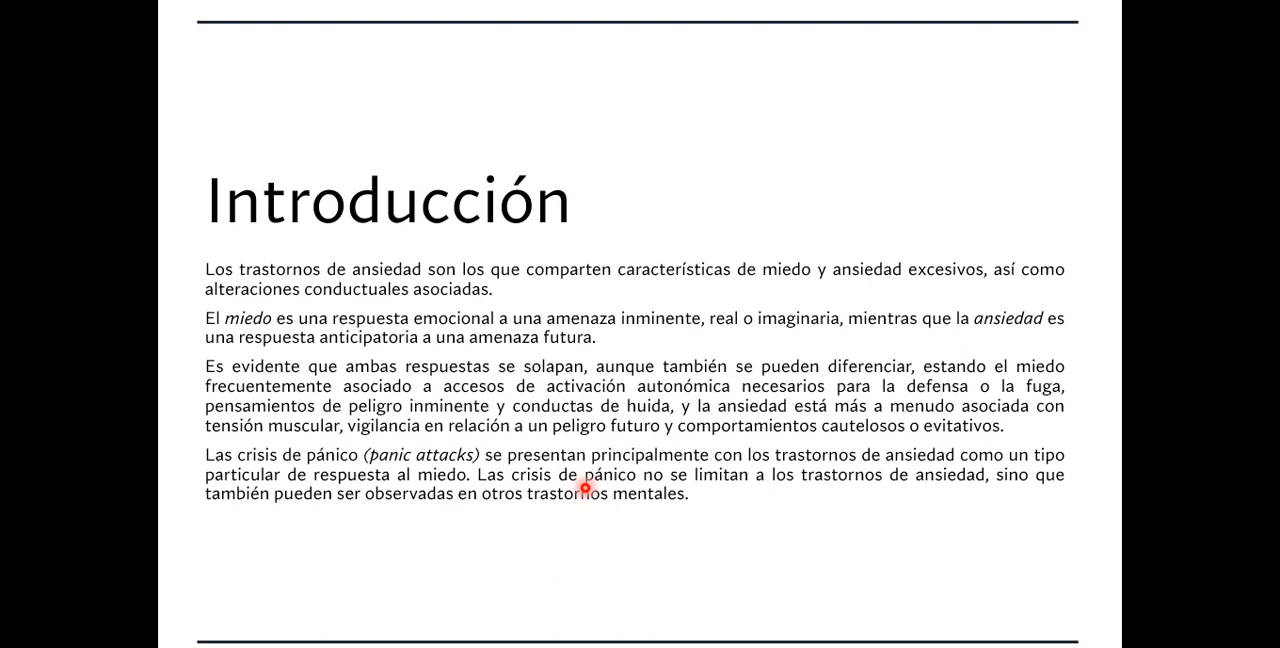 Introducción
Los trastornos de ansiedad son los que comparten características de miedo y ansiedad excesivos, así como
alteraciones conductuales asociadas.
El miedo es una respuesta emocional a una amenaza inminente, real o imaginaria, mientras que la ansiedad es
una respuesta anticipatoria a una amenaza futura.
Es evidente que ambas respuestas se solapan, aunque también se pueden diferenciar, estando el miedo
frecuentemente asociado a accesos de activación autonómica necesarios para la defensa o la fuga,
pensamientos de peligro inminente y conductas de huida, y la ansiedad está más a menudo asociada con
tensión muscular, vigilancia en relación a un peligro futuro y comportamientos cautelosos o evitativos.
Las crisis de pánico (panic attacks) se presentan principalmente con los trastornos de ansiedad como un tipo
particular de respuesta al miedo. Las crisis de pánico no se limitan a los trastornos de ansiedad, sino que
también pueden ser observadas en otros trastornos mentales.